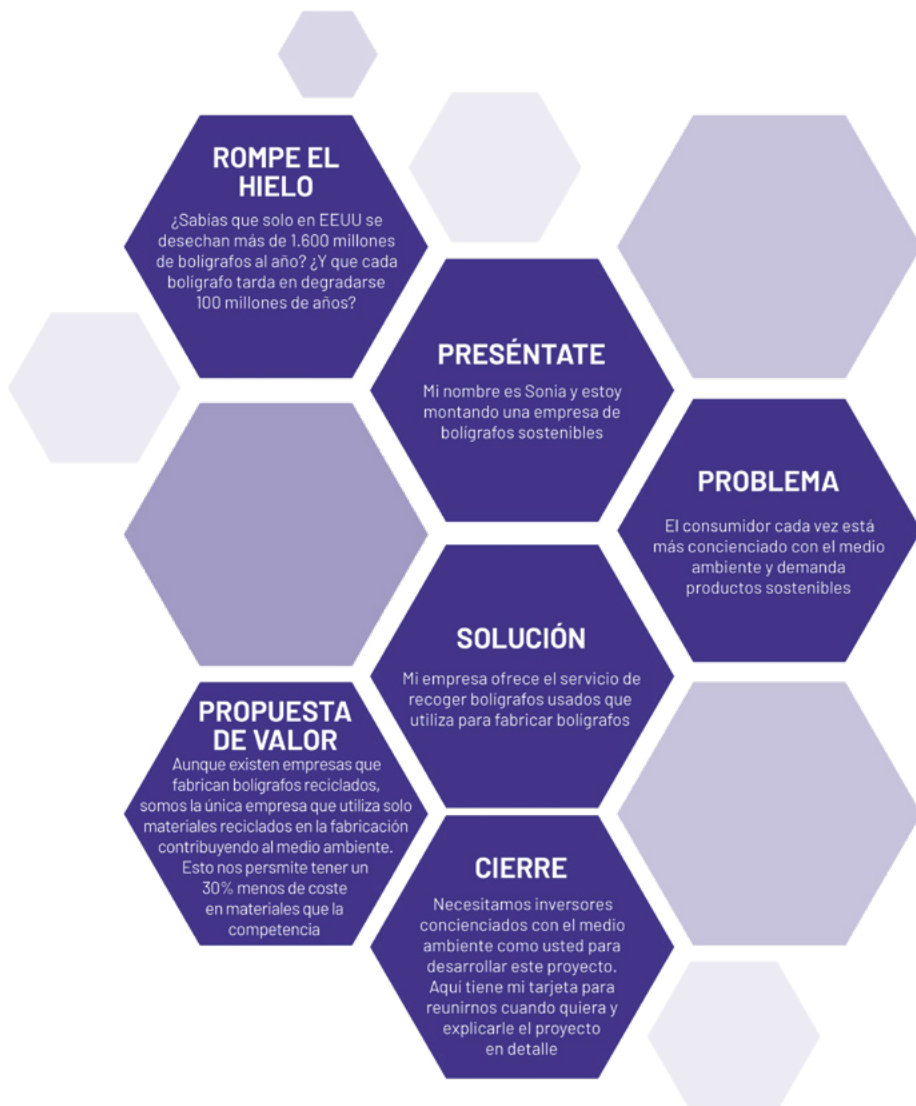 ROMPE EL
HIELO
¿Sabías que solo en EEUU se
desechan más de 1.600 millones
de bolígrafos al año? ¿Y que cada
bolígrafo tarda en degradarse
100 millones de años?
PRESÉNTATE
Mi nombre es Sonia y estoy
montando una empresa de
bolígrafos sostenibles
PROBLEMA
El consumidor cada vez está
más concienciado con el medio
ambiente y demanda
productos sostenibles
SOLUCIÓN
Mi empresa ofrece el servicio de
recoger bolígrafos usados que
utiliza para fabricar bolígrafos
PROPUESTA
DE VALOR
Aunque existen empresas que
fabrican bolígrafos reciclados,
somos la única empresa que utiliza solo
materiales reciclados en la fabricación
contribuyendo al medio ambiente.
Esto nos persmite tener un
30% menos de coste
en materiales que la
competencia
CIERRE
Necesitamos inversores
concienciados con el medio
ambiente como usted para
desarrollar este proyecto.
Aquí tiene mi tarjeta para
reunirnos cuando quiera y
explicarle el proyecto
en detalle